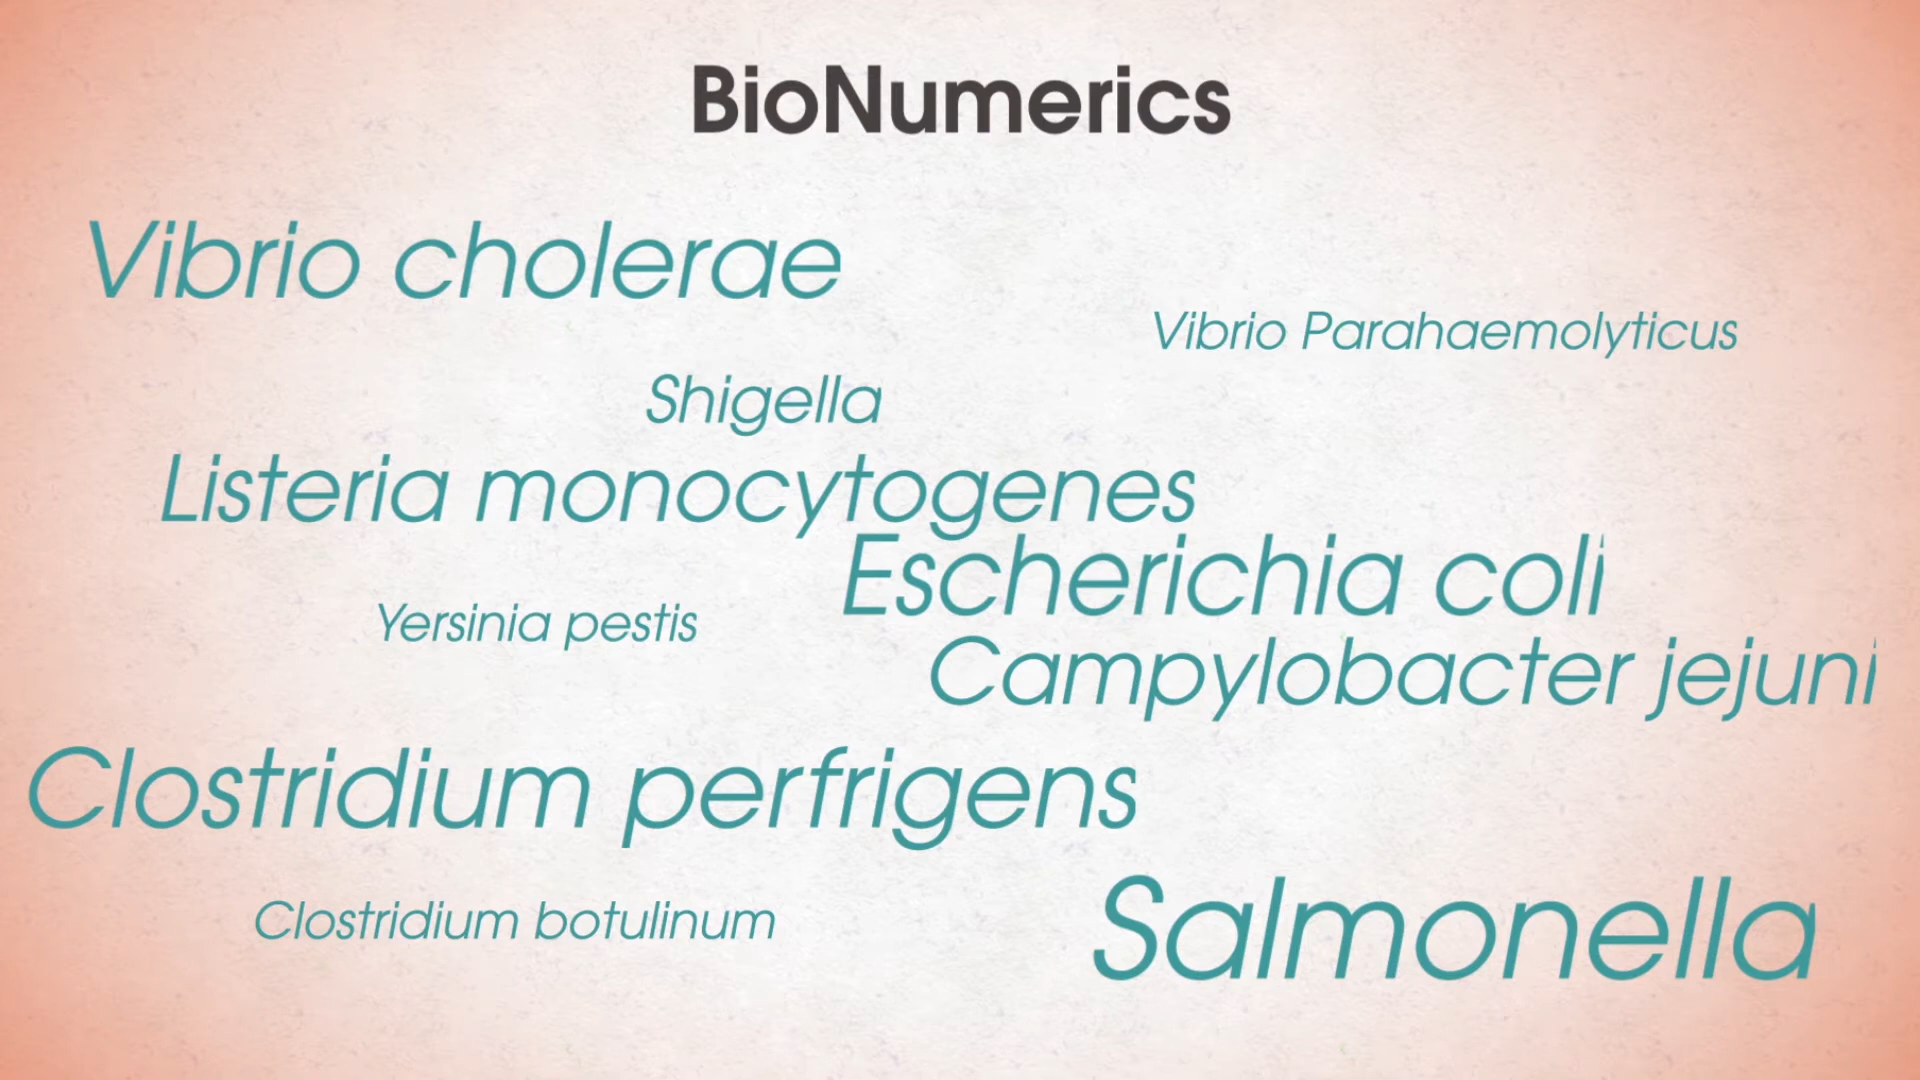 BioNumerics
Vibrio cholerae
Vibrio Parahaemolyticus
Shigella
Listeria monocytogenes
Escherichia coli
Yersinia pestis
Campylobacter jejuni
Clostridium perfrigens
Clostridium botulinum
Salmonella